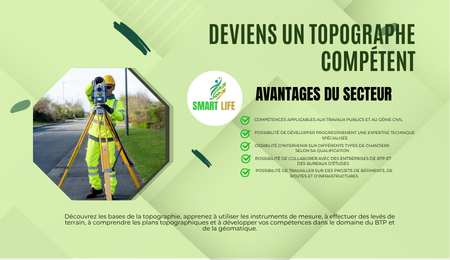 DEVIENS UN TOPOGRAPHE
COMPÉTENT
SMART LIFE
AVANTAGES DU SECTEUR
COMPÉTENCES APPLICABLES AUX TRAVAUX PUBLICS ET AU GÉNIE CIVIL
POSSIBILITÉ DE DÉVELOPPER PROGRESSIVEMENT UNE EXPERTISE TECHNIQUE
SPÉCIALISÉE
OSSIBILITÉ D'INTERVENIR SUR DIFFÉRENTS TYPES DE CHANTIERS
SELON SA QUALIFICATION
POSSIBILITÉ DE COLLABORER AVEC DES ENTREPRISES DE BTP ET
DES BUREAUX D'ÉTUDES
POSSIBILITÉ DE TRAVAILLER SUR DES PROJETS DE BÂTIMENTS, DE
ROUTES ET D'INFRASTRUCTURES
Découvrez les bases de la topographie, apprenez à utiliser les instruments de mesure, à effectuer des levés de
terrain, à comprendre les plans topographiques et à développer vos compétences dans le domaine du BTP et
de la géomatique.